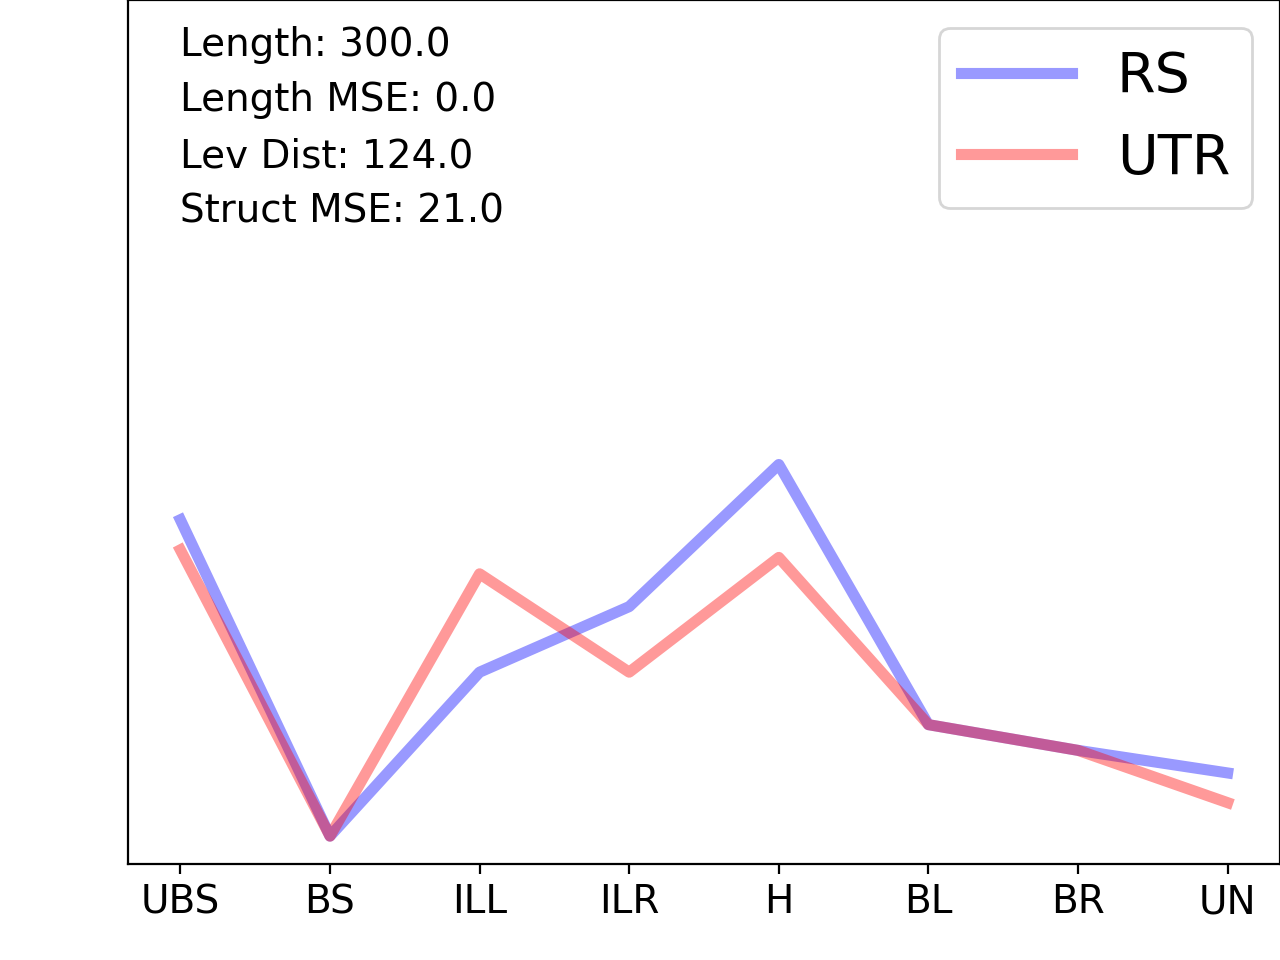 Length: 300.0
Length MSE: 0.0
Lev Dist: 124.0
Struct MSE: 21.0
RS
UTR
UBS BS ILL ILR H BL BR UN